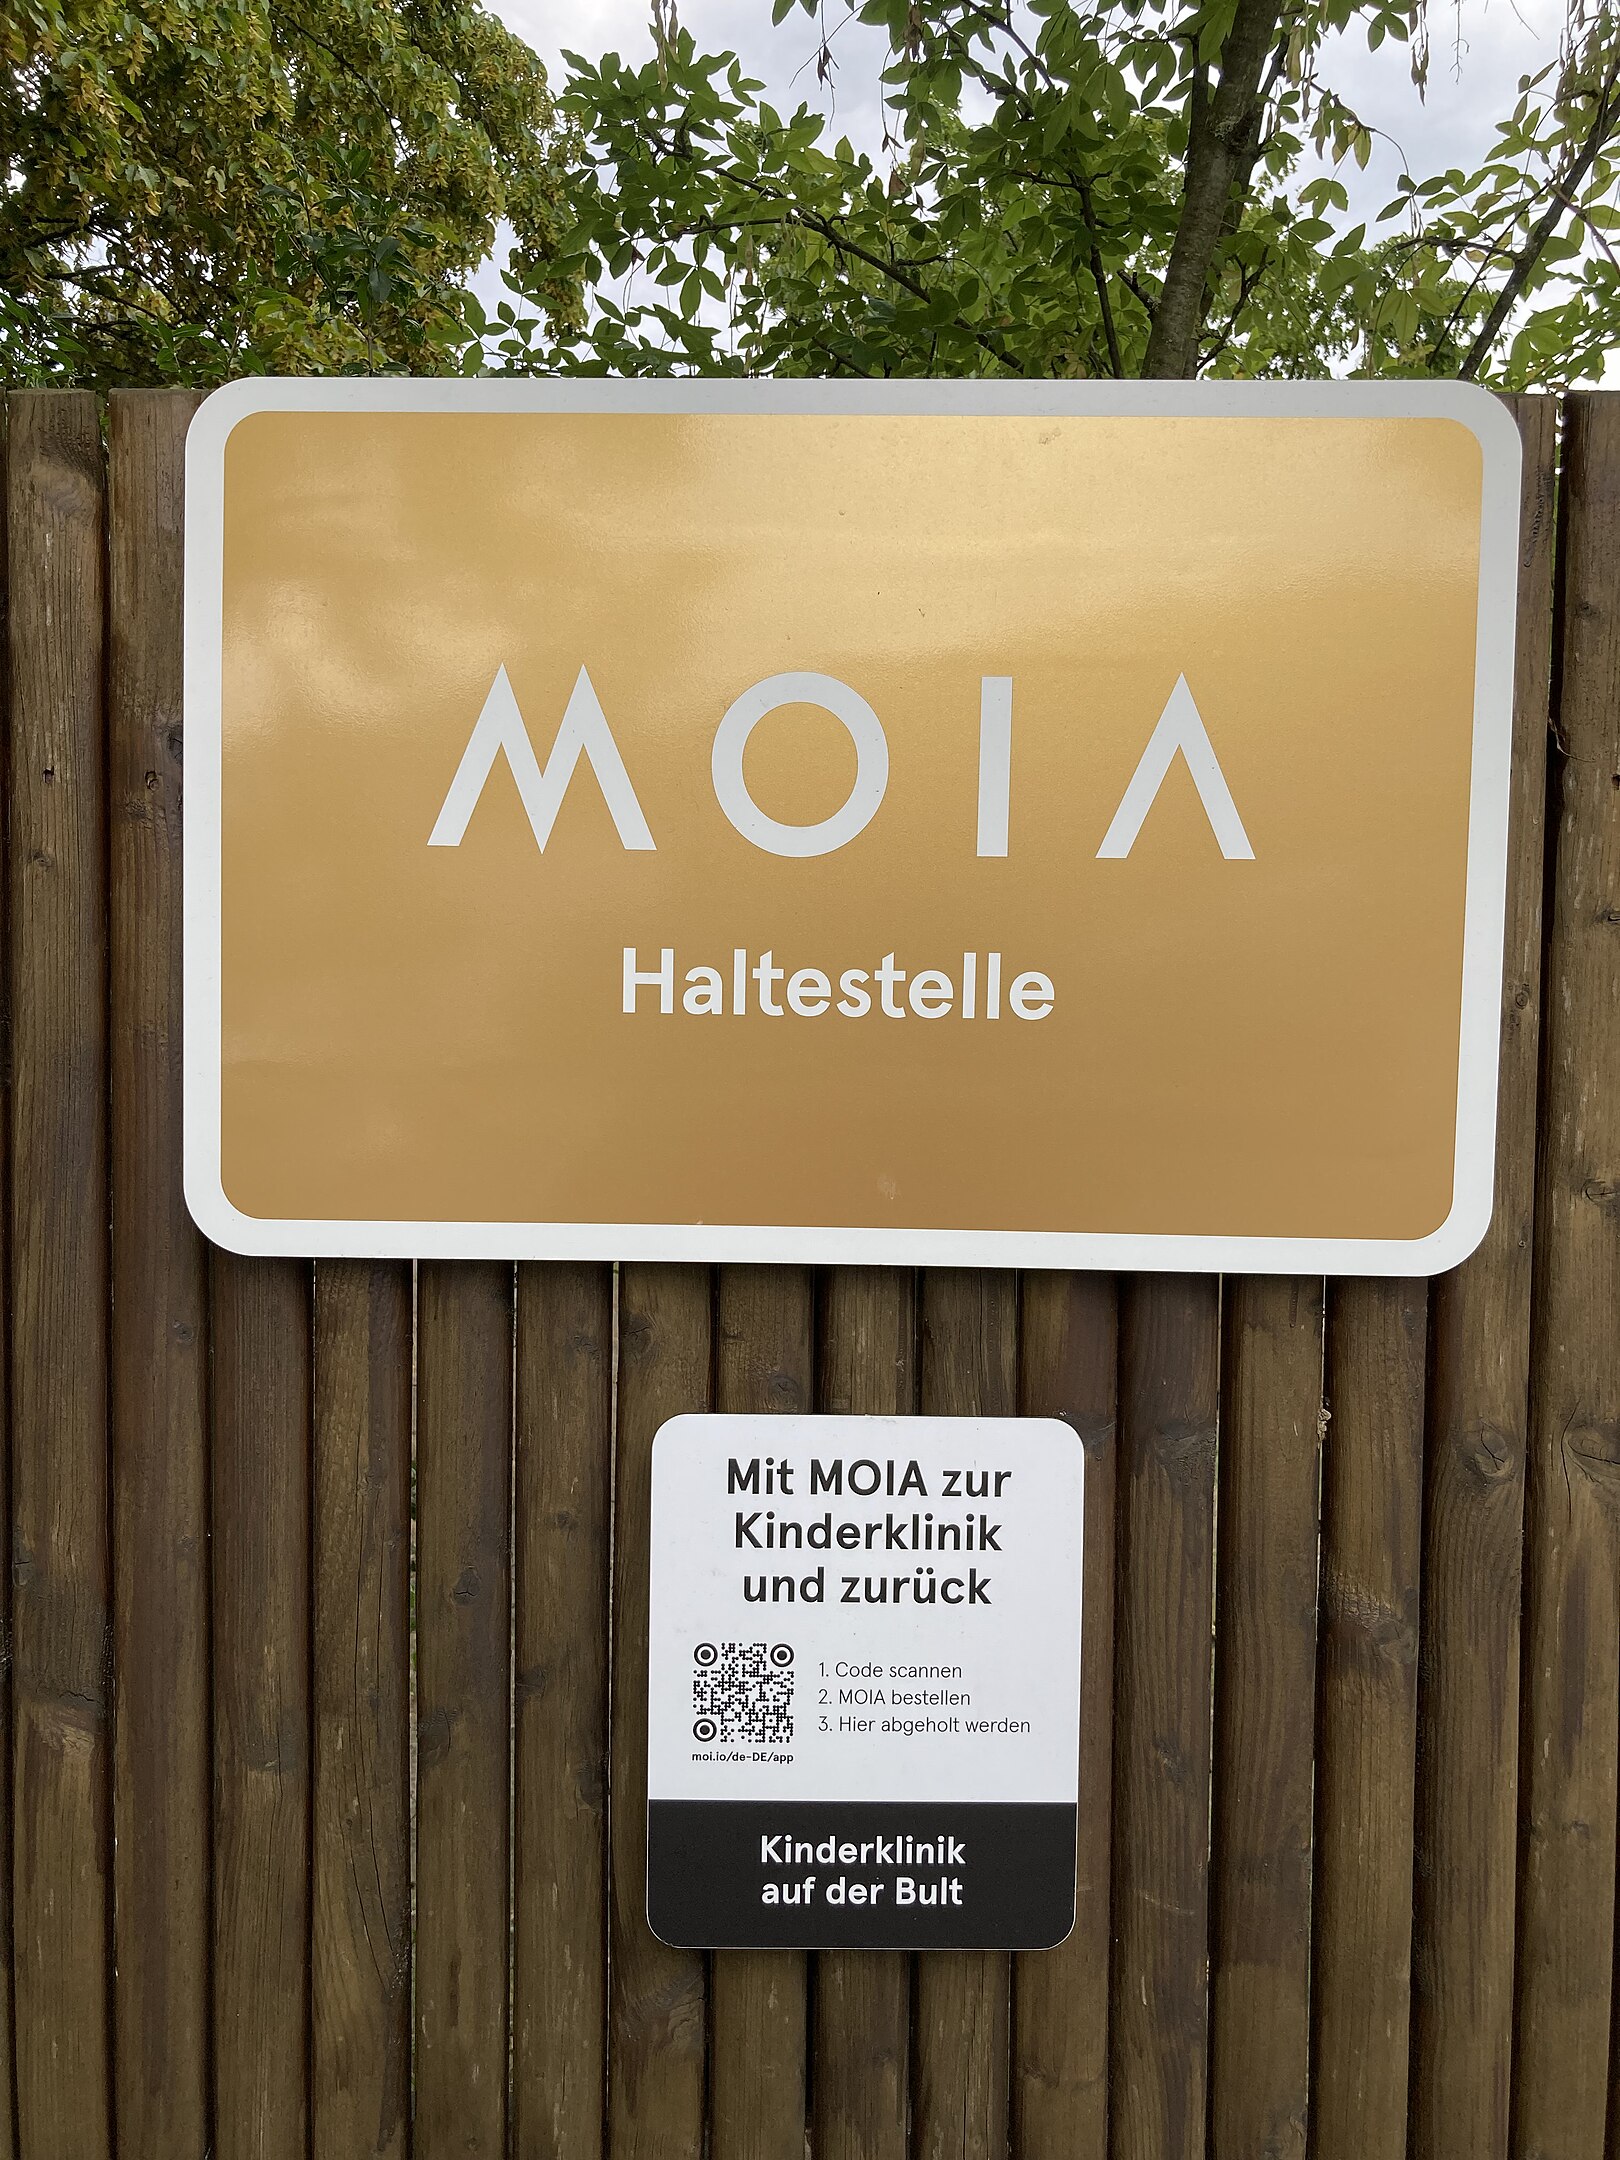 MOIA
Haltestelle
Mit MOIA zur
Kinderklinik
und zurück
1. Code scannen
2. MOIA bestellen
3. Hier abgeholt werden
moi.io/de-DE/app
Kinderklinik
auf der Bult